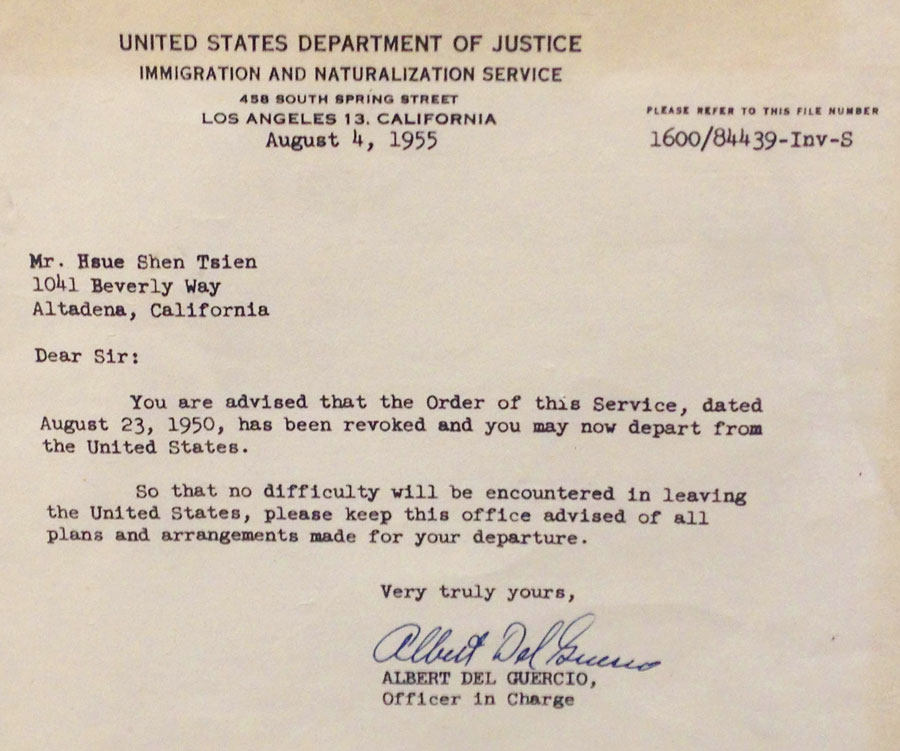 UNITED STATES DEPARTMENT OF JUSTICE
IMMIGRATION AND NATURALIZATION SERVICE
458 SOUTH SPRING STREET
LOS ANGELES 13, CALIFORNIA
August 4, 1955
PLEASE REFER TO THIS FILE NUMBER
1600/84439-Inv-S
Mr. Hsue Shen Tsien
1041 Beverly Way
Altadena, California
Dear Sir:
You are advised that the Order of this Service, dated
August 23, 1950, has been revoked and you may now depart from
the United States.
So that no difficulty will be encountered in leaving
the United States, please keep this office advised of all
plans and arrangements made for your departure.
Very truly yours,
Albert Del Guercio
ALBERT DEL GUERCIO,
Officer in Charge